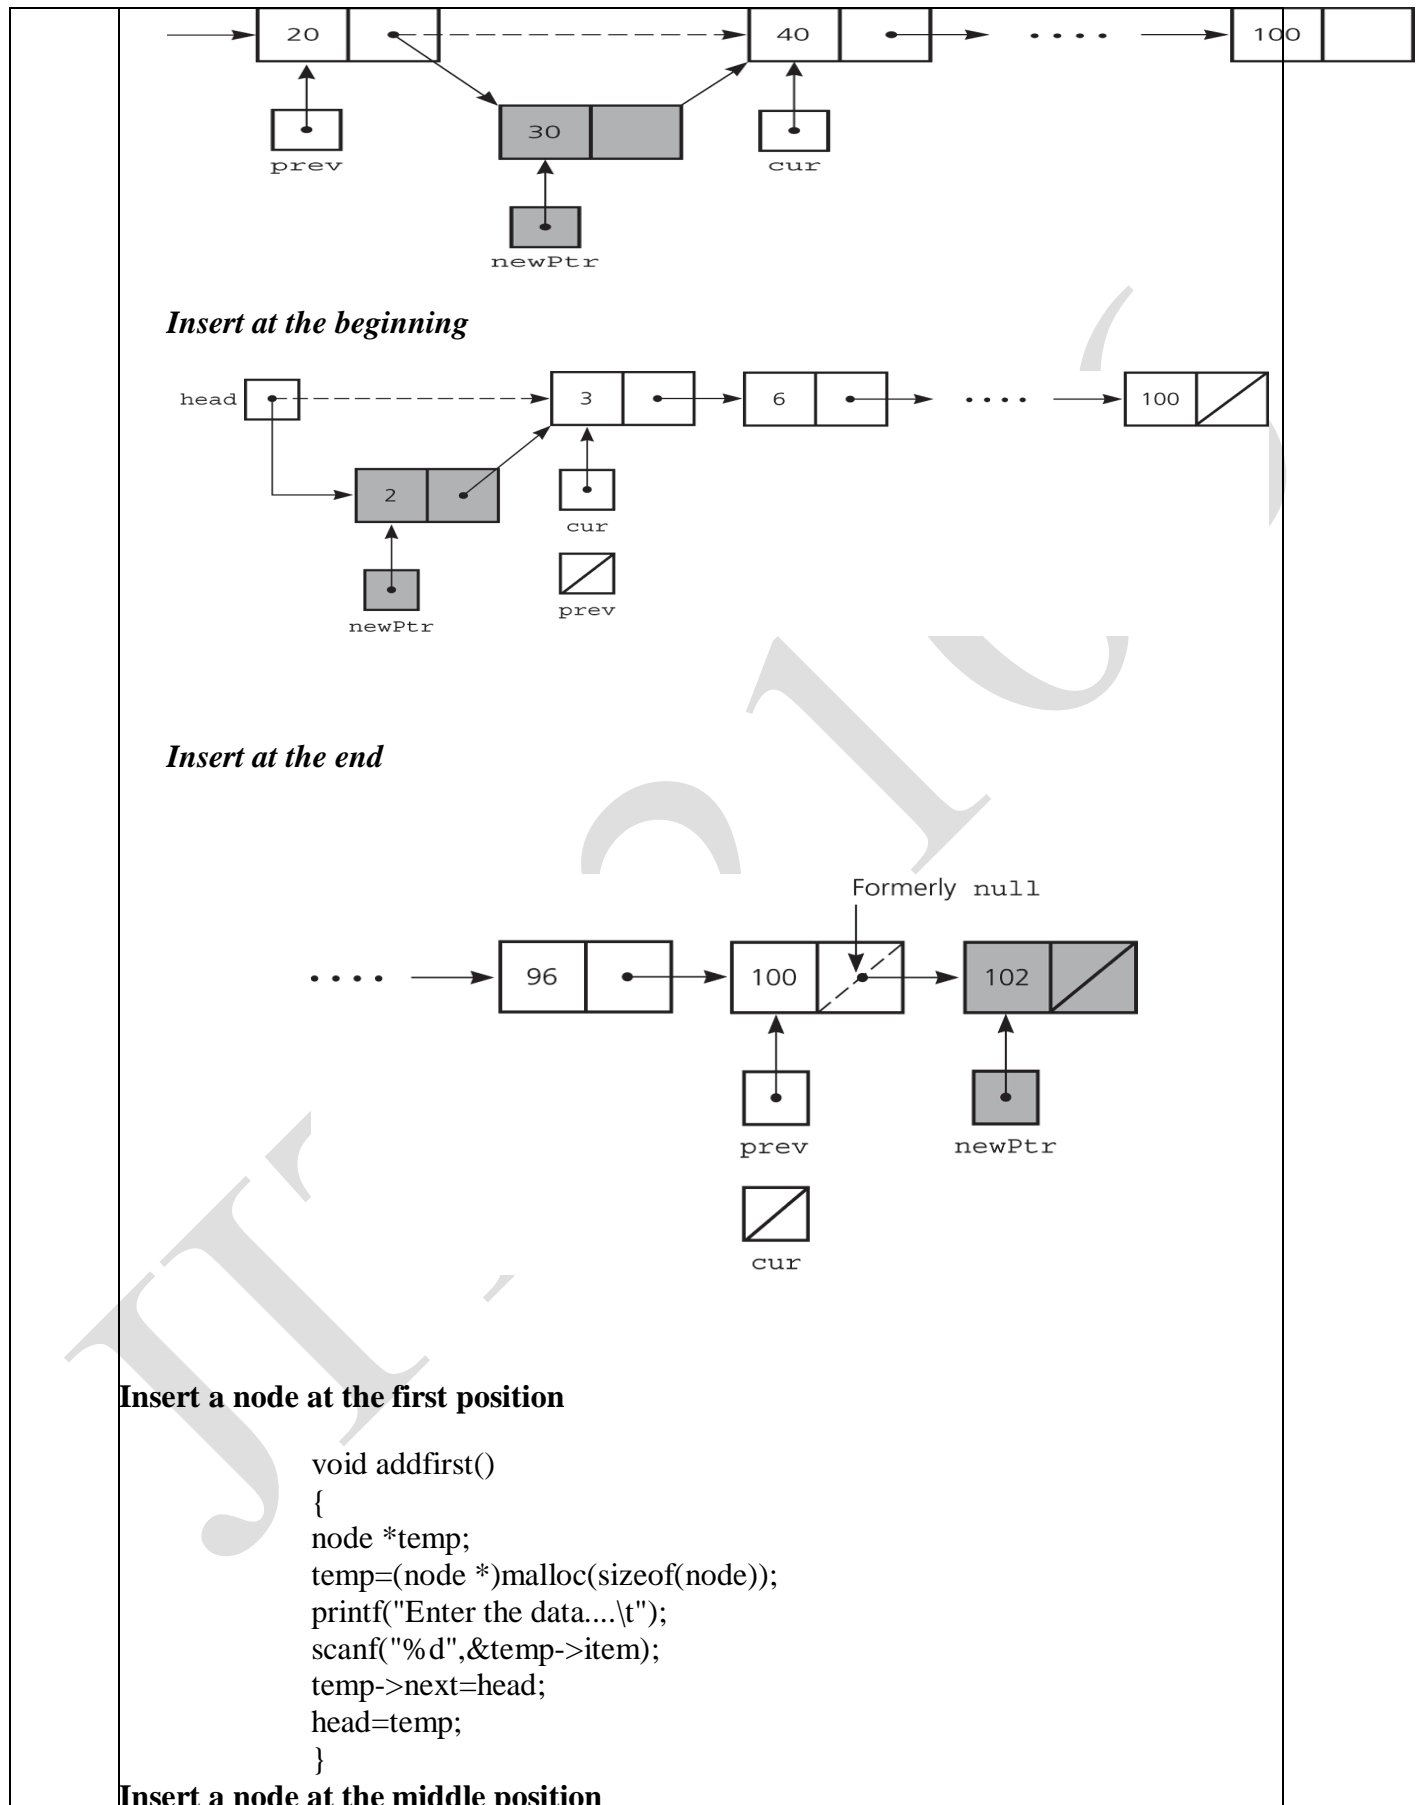 20 40 100
30
prev cur
newPtr
Insert at the beginning
head 3 6 100
2
cur
prev
newPtr
Insert at the end
Formerly null
96 100 102
prev newPtr
cur
Insert a node at the first position
void addfirst()
{
node *temp;
temp=(node *)malloc(sizeof(node));
printf("Enter the data....\t");
scanf("%d",&temp->item);
temp->next=head;
head=temp;
}
Insert a node at the middle position